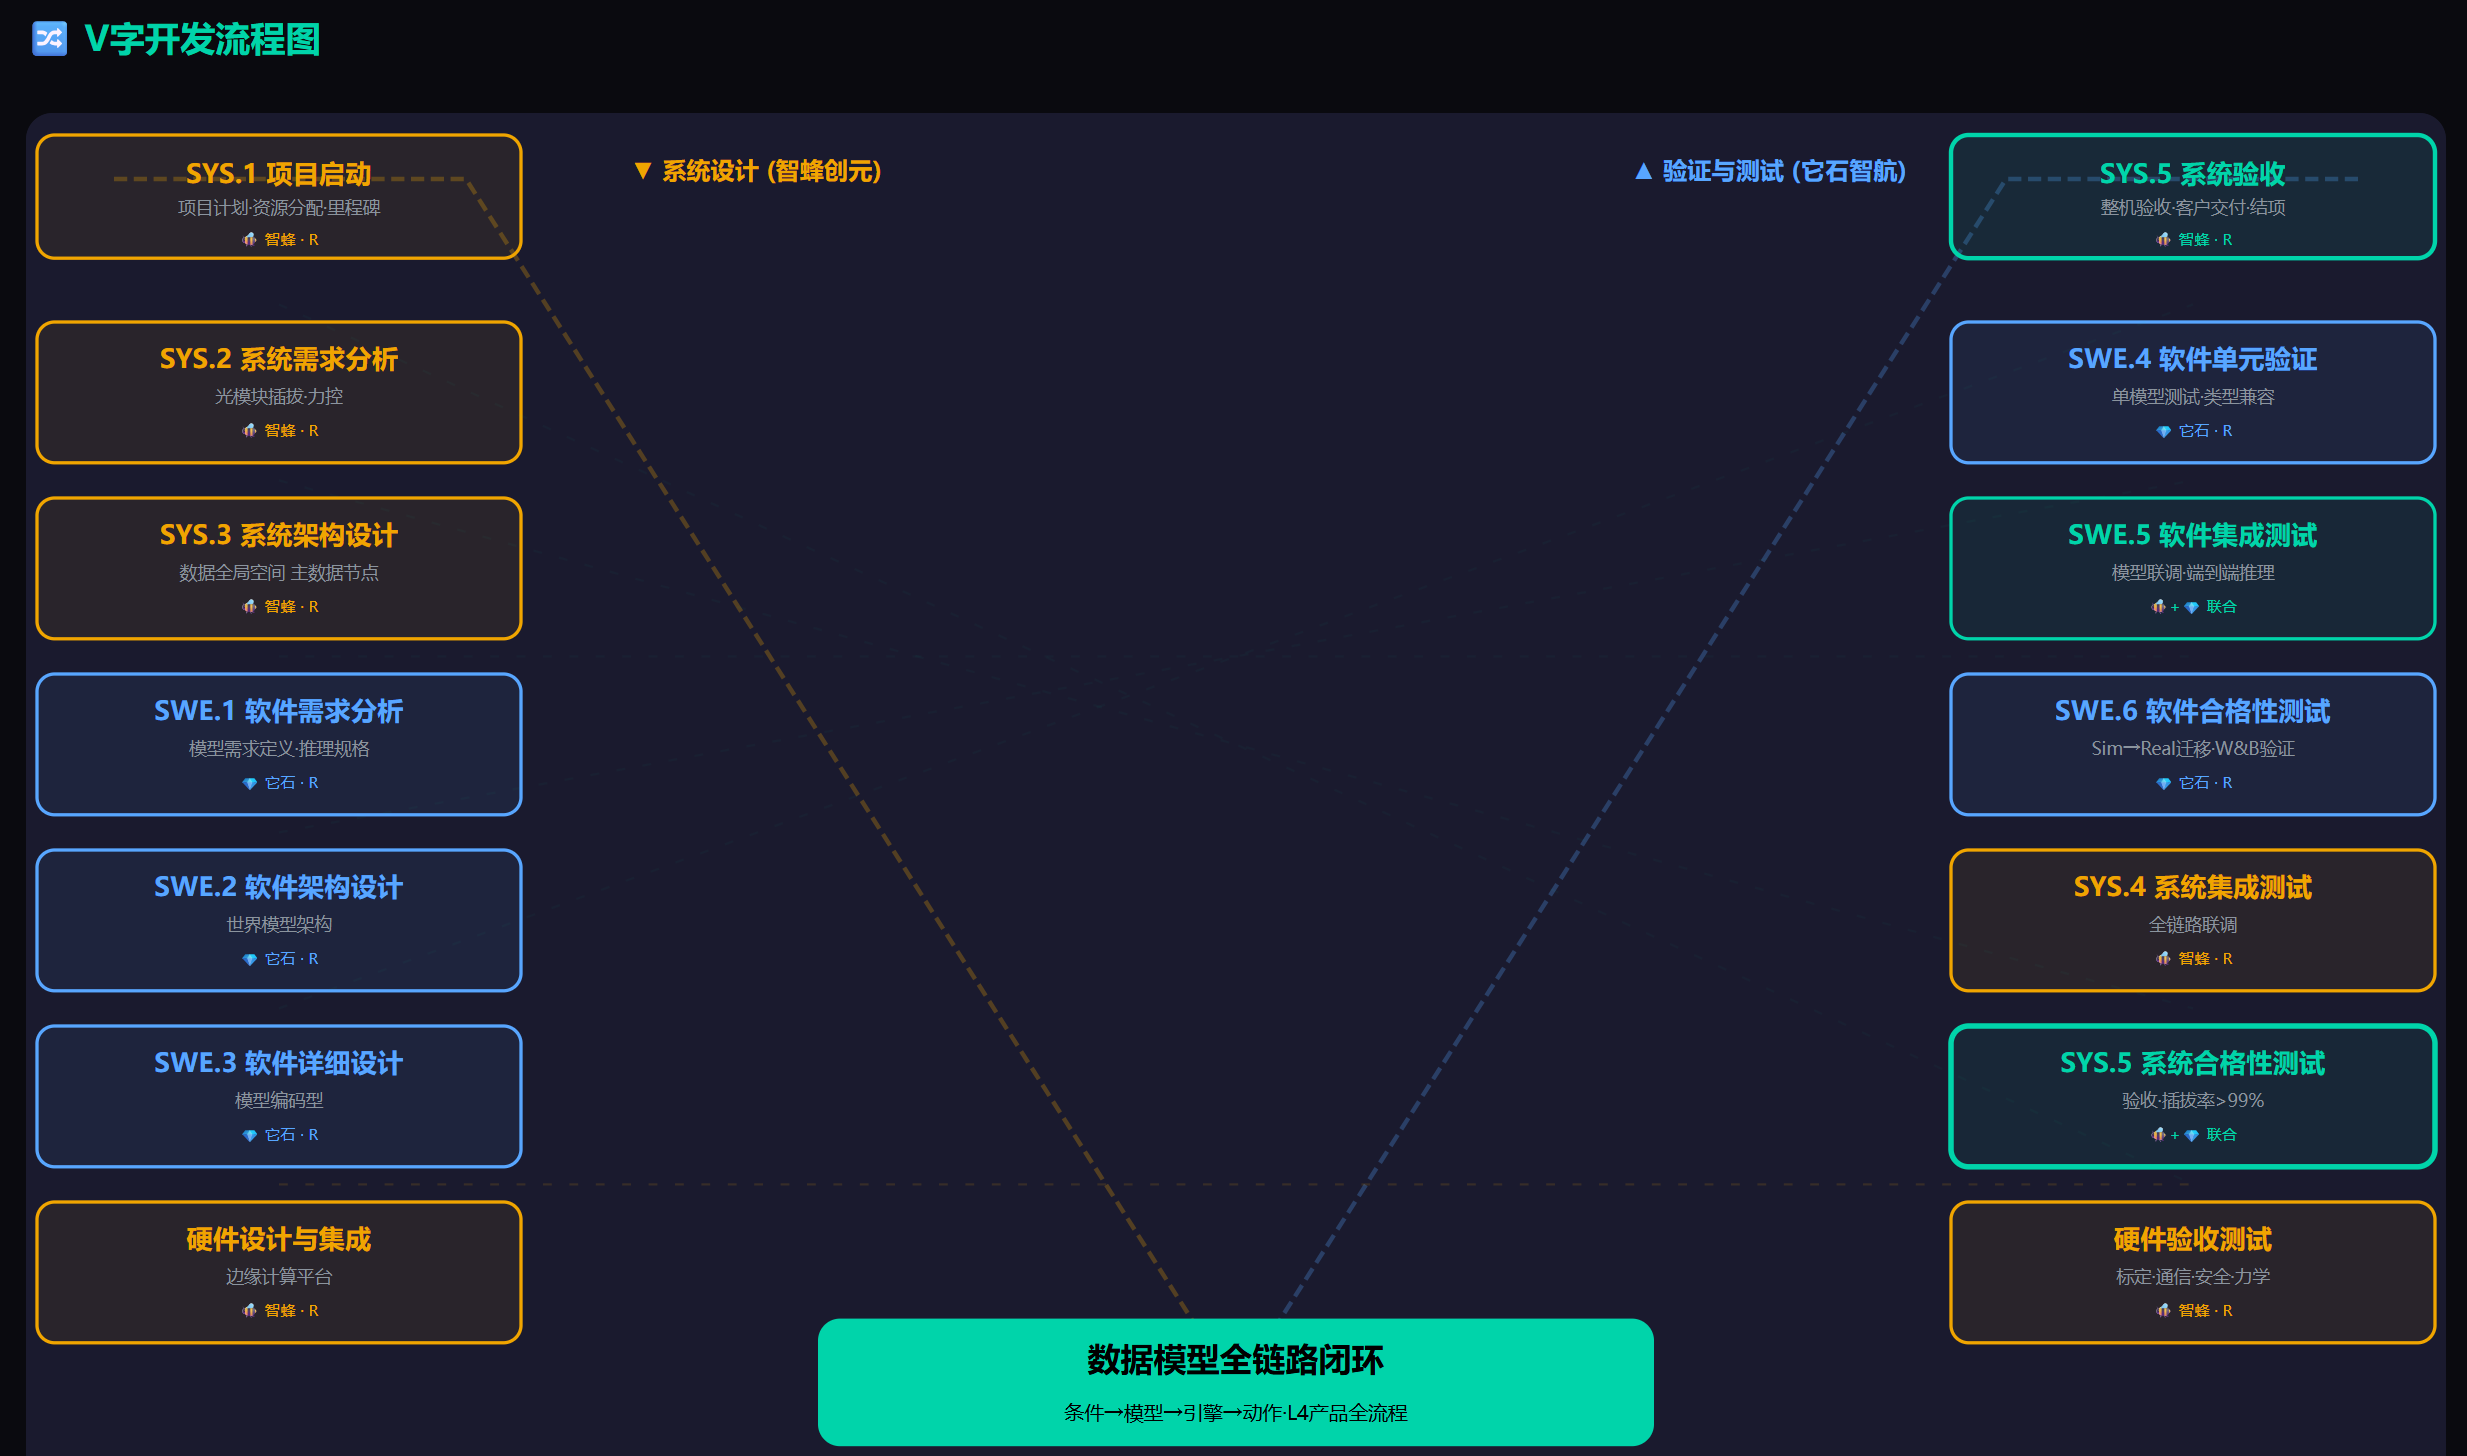 V字开发流程图
▼ 系统设计 (智蜂创元)
▲ 验证与测试 (它石智航)
SYS.1 项目启动
项目计划·资源分配·里程碑
智蜂 · R
SYS.2 系统需求分析
光模块插拔·力控
智蜂 · R
SYS.3 系统架构设计
数据全局空间 主数据节点
智蜂 · R
SWE.1 软件需求分析
模型需求定义·推理规格
它石 · R
SWE.2 软件架构设计
世界模型架构
它石 · R
SWE.3 软件详细设计
模型编码型
它石 · R
硬件设计与集成
边缘计算平台
智蜂 · R
SYS.5 系统验收
整机验收·客户交付·结项
智蜂 · R
SWE.4 软件单元验证
单模型测试·类型兼容
它石 · R
SWE.5 软件集成测试
模型联调·端到端推理
+ 联合
SWE.6 软件合格性测试
Sim→Real迁移·W&B验证
它石 · R
SYS.4 系统集成测试
全链路联调
智蜂 · R
SYS.5 系统合格性测试
验收·插拔率>99%
+ 联合
硬件验收测试
标定·通信·安全·力学
智蜂 · R
数据模型全链路闭环
条件→模型→引擎→动作·L4产品全流程